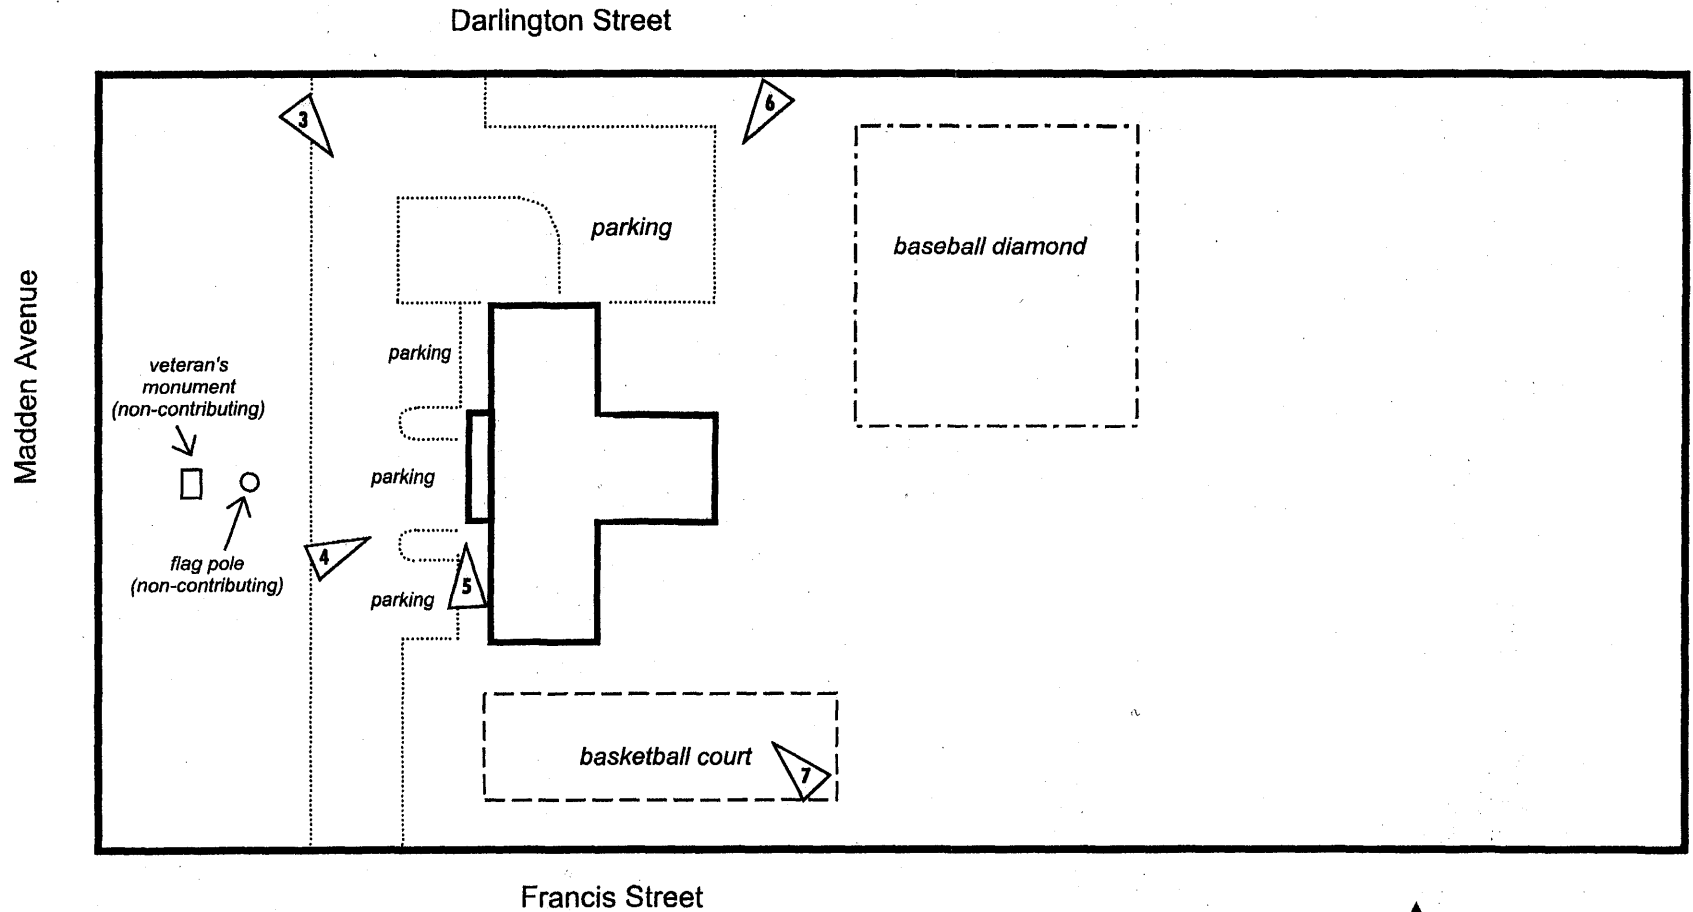 Darlington Street
3
6
parking
baseball diamond
Madden Avenue
parking
veteran's
monument
(non-contributing)
parking
4
flag pole
(non-contributing)
parking
5
basketball court
7
Francis Street